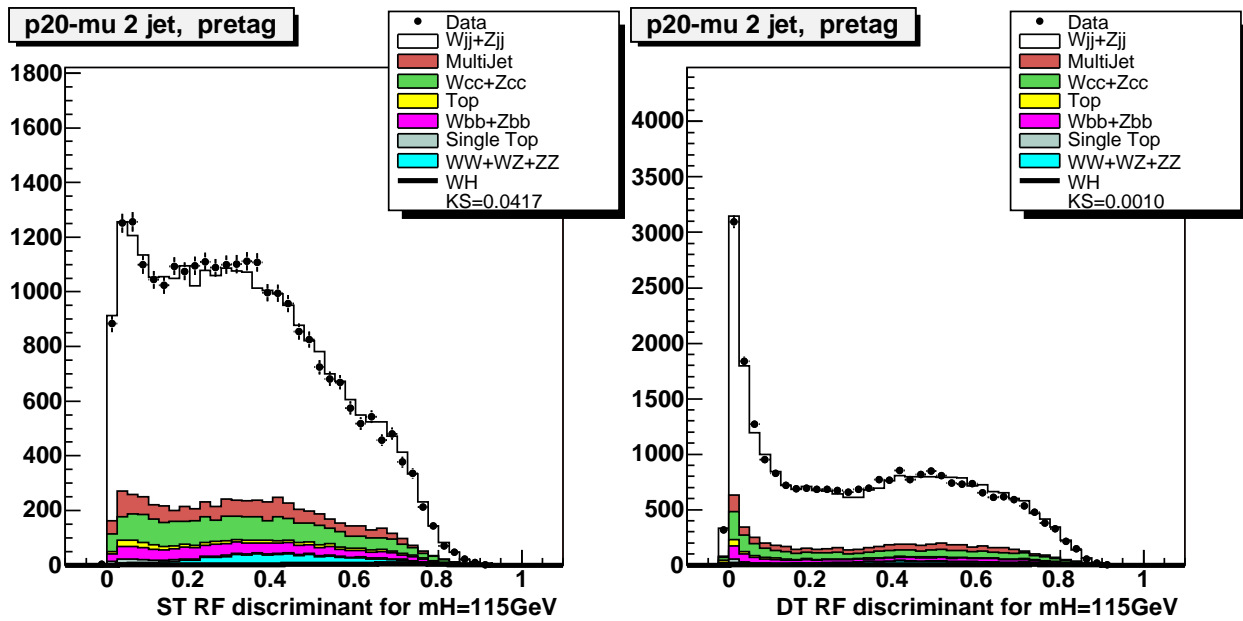 p20-mu 2 jet,  pretag
Data
Wjj+Zjj
MultiJet
Wcc+Zcc
Top
Wbb+Zbb
Single Top
WW+WZ+ZZ
WH
KS=0.0417
1800
1600
1400
1200
1000
800
600
400
200
0
0 0.2 0.4 0.6 0.8 1
ST RF discriminant for mH=115GeV
p20-mu 2 jet,  pretag
Data
Wjj+Zjj
MultiJet
Wcc+Zcc
Top
Wbb+Zbb
Single Top
WW+WZ+ZZ
WH
KS=0.0010
4000
3500
3000
2500
2000
1500
1000
500
0
0 0.2 0.4 0.6 0.8 1
DT RF discriminant for mH=115GeV